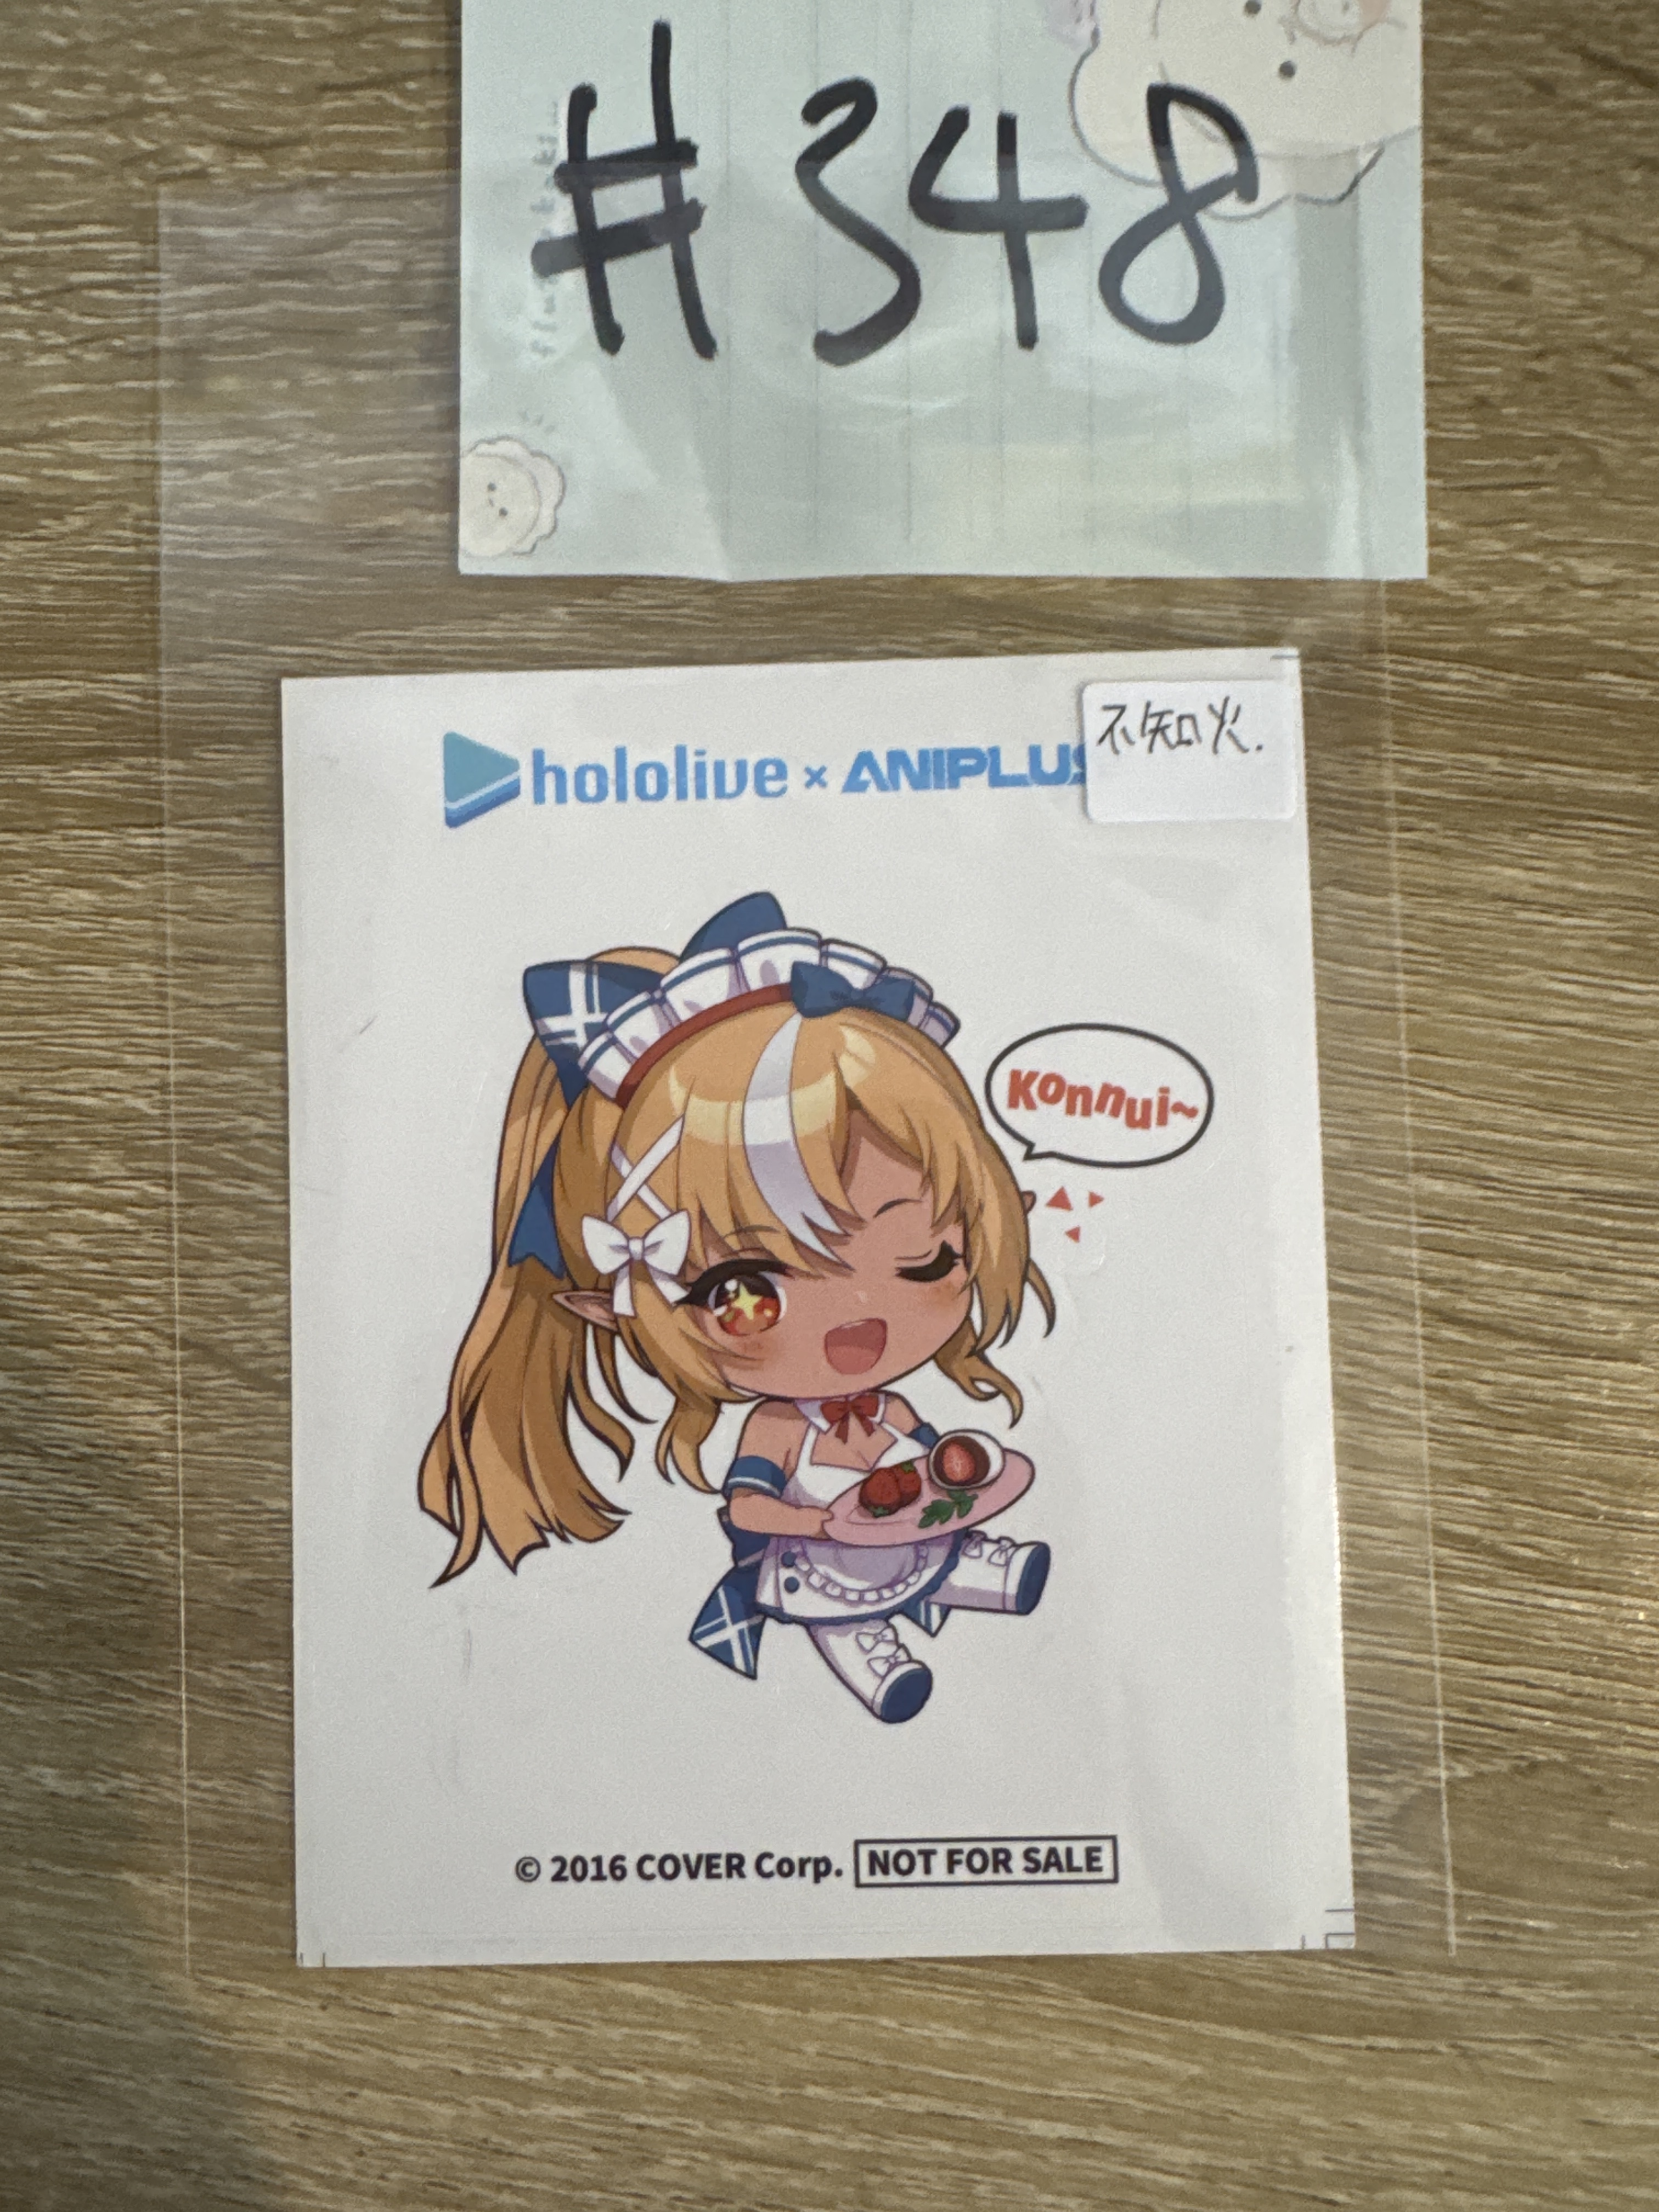 #348
不知火.
hololive × ANIPLUS
Konnui~
© 2016 COVER Corp. NOT FOR SALE